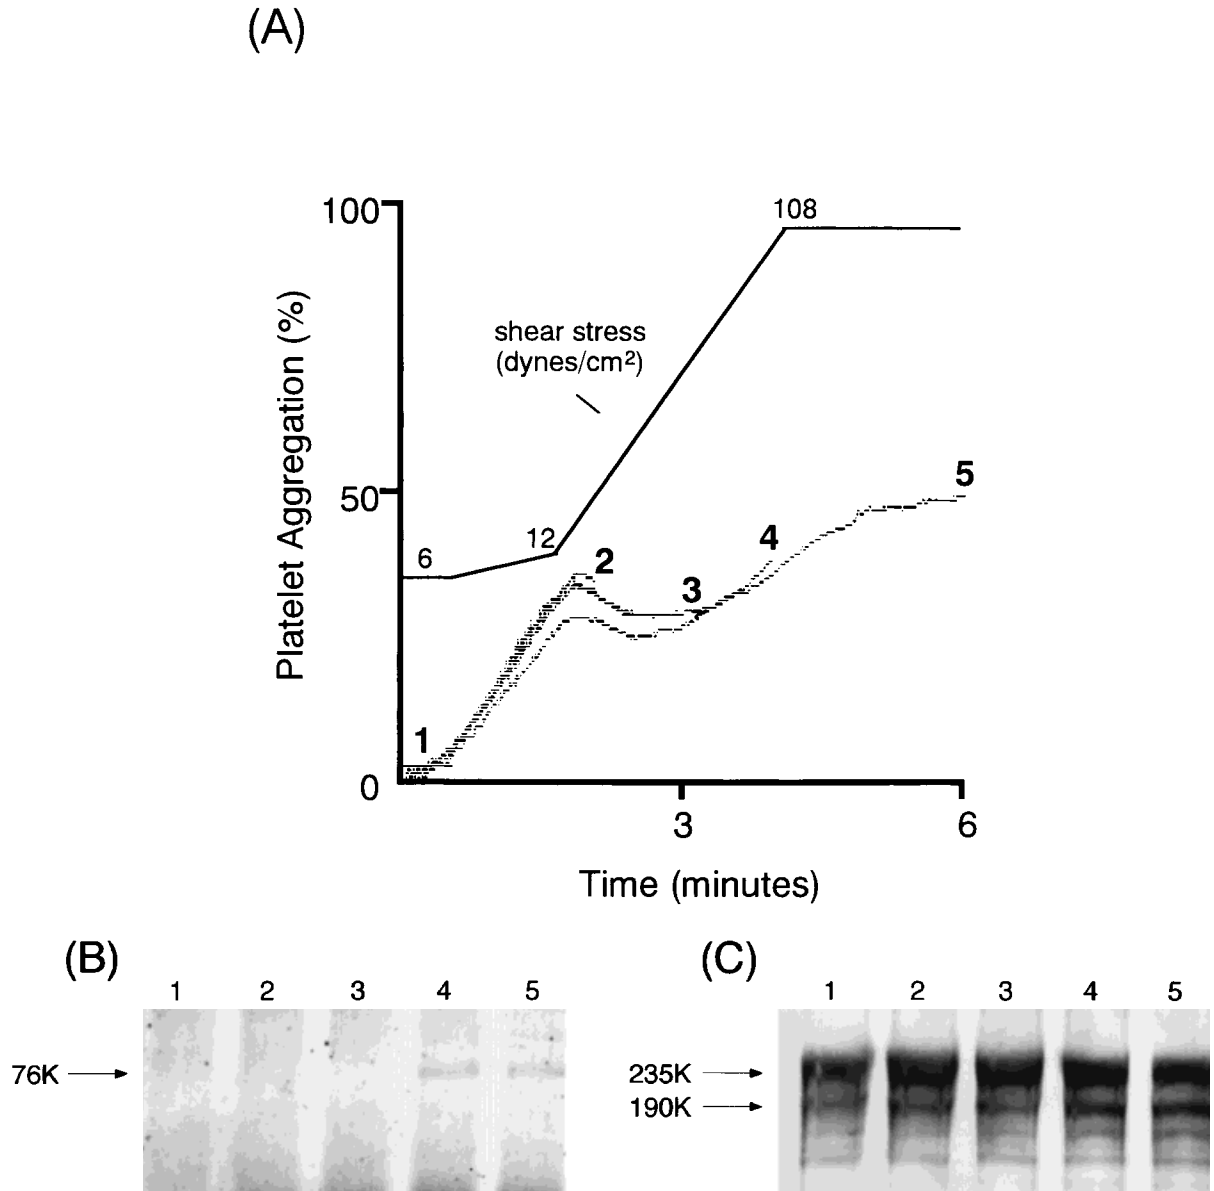 (A)
100
108
shear stress
(dynes/cm²)
Platelet Aggregation (%)
50
5
12
4
6
2
3
1
0
3
6
Time (minutes)
(B)
(C)
1 2 3 4 5
1 2 3 4 5
76K
235K
190K